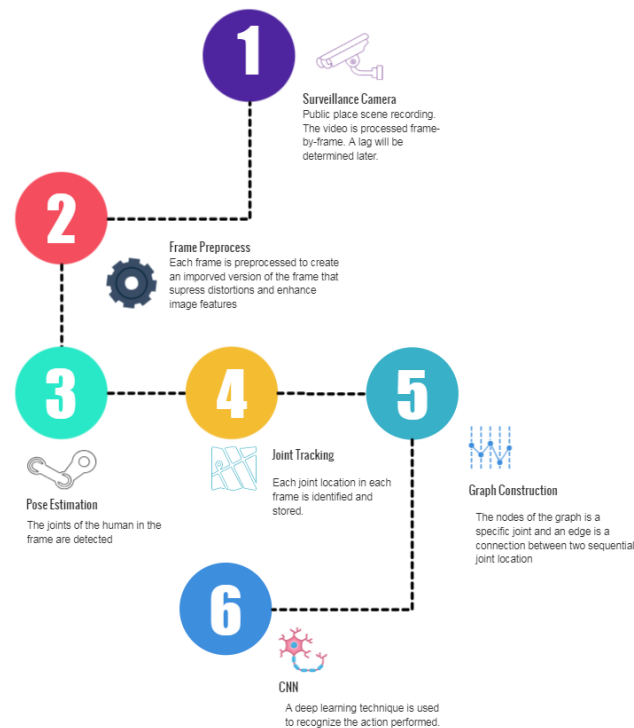 1
Surveillance Camera
Public place scene recording.
The video is processed frame-
by-frame. A lag will be
determined later.
2
Frame Preprocess
Each frame is preprocessed to create
an imporved version of the frame that
supress distortions and enhance
image features
3
4
5
Pose Estimation
The joints of the human in the
frame are detected
Joint Tracking
Each joint location in each
frame is identified and
stored.
Graph Construction
The nodes of the graph is a
specific joint and an edge is a
connection between two sequential
joint location
6
CNN
A deep learning technique is used
to recognize the action performed.